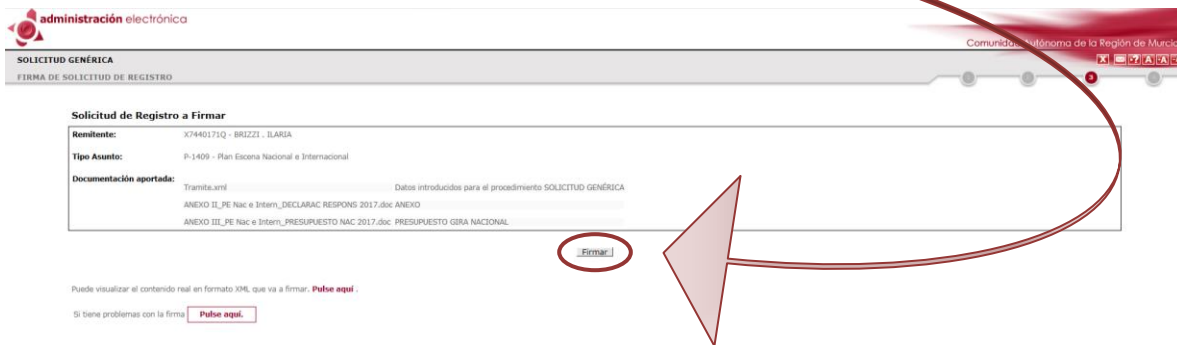 administración electrónica
Comunidad Autónoma de la Región de Murcia
SOLICITUD GENÉRICA
FIRMA DE SOLICITUD DE REGISTRO
3
Solicitud de Registro a Firmar
Remitente: X7440171Q - BRIZZI . ILARIA
Tipo Asunto: P-1409 - Plan Escena Nacional e Internacional
Documentación aportada:
Tramite.xml Datos introducidos para el procedimiento SOLICITUD GENÉRICA
ANEXO II_PE Nac e Intern_DECLARAC RESPONS 2017.doc ANEXO
ANEXO III_PE Nac e Intern_PRESUPUESTO NAC 2017.doc PRESUPUESTO GIRA NACIONAL
Firmar
Puede visualizar el contenido real en formato XML que va a firmar. Pulse aquí .
Si tiene problemas con la firma Pulse aquí.